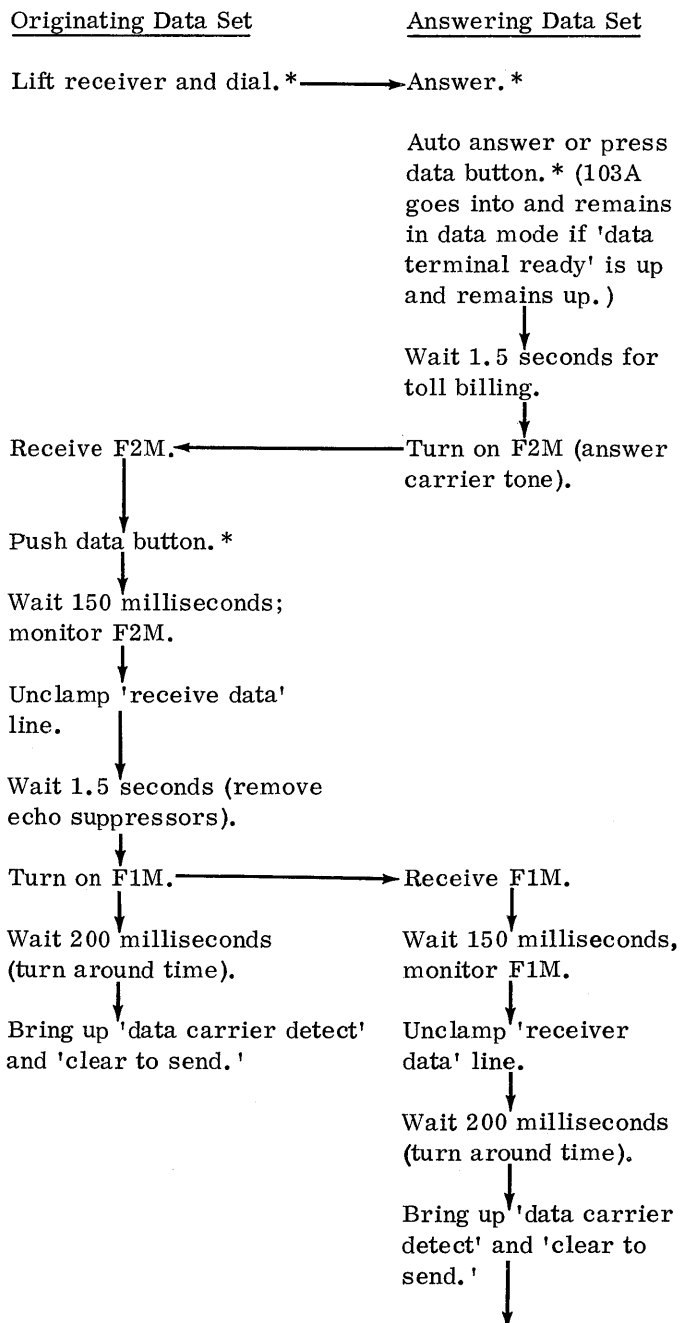 Originating Data Set
Answering Data Set
Lift receiver and dial. *
Answer. *
Auto answer or press
data button. * (103A
goes into and remains
in data mode if 'data
terminal ready' is up
and remains up. )
Wait 1.5 seconds for
toll billing.
Receive F2M.
Turn on F2M (answer
carrier tone).
Push data button. *
Wait 150 milliseconds;
monitor F2M.
Unclamp 'receive data'
line.
Wait 1.5 seconds (remove
echo suppressors).
Turn on F1M.
Receive F1M.
Wait 200 milliseconds
(turn around time).
Wait 150 milliseconds,
monitor F1M.
Bring up 'data carrier detect'
and 'clear to send. '
Unclamp 'receiver
data' line.
Wait 200 milliseconds
(turn around time).
Bring up 'data carrier
detect' and 'clear to
send. '